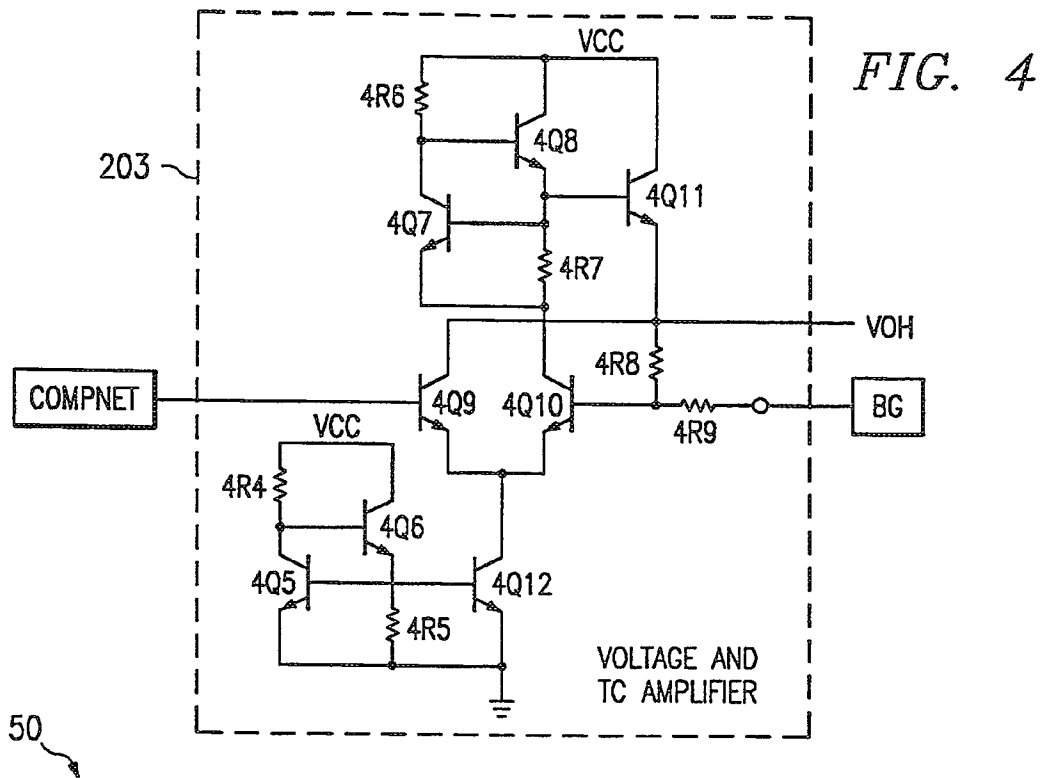 FIG. 4
VCC
4R6
4Q8
203
4Q11
4Q7
4R7
VOH
4R8
COMPNET
4Q9
4Q10
BG
4R9
VCC
4R4
4Q6
4Q5
4Q12
4R5
VOLTAGE AND
TC AMPLIFIER
50